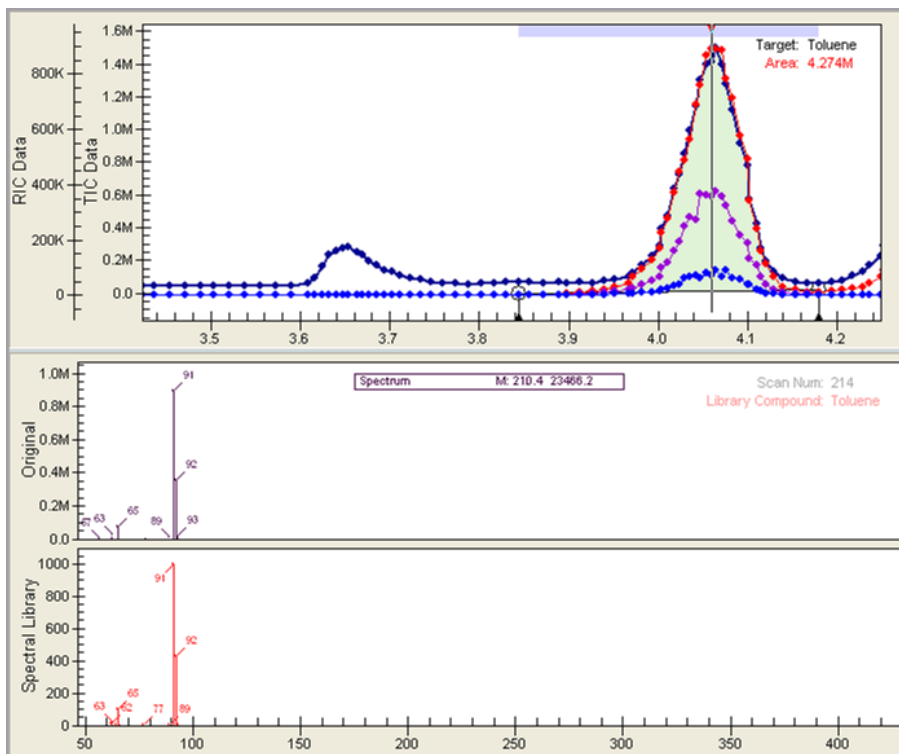 1.6M
Target: Toluene
Area: 4.274M
800K
1.4M
1.2M
600K
1.0M
RIC Data
TIC Data
400K
0.8M
0.6M
200K
0.4M
0.2M
0
0.0
3.5 3.6 3.7 3.8 3.9 4.0 4.1 4.2
1.0M
91
Spectrum M: 210.4 23466.2
Scan Num: 214
Library Compound: Toluene
0.8M
Original
0.6M
0.4M
92
0.2M
63 65 89 93
0.0
1000
91
Spectral Library
800
600
92
400
200
65
63 62 77 89
0
50 100 150 200 250 300 350 400